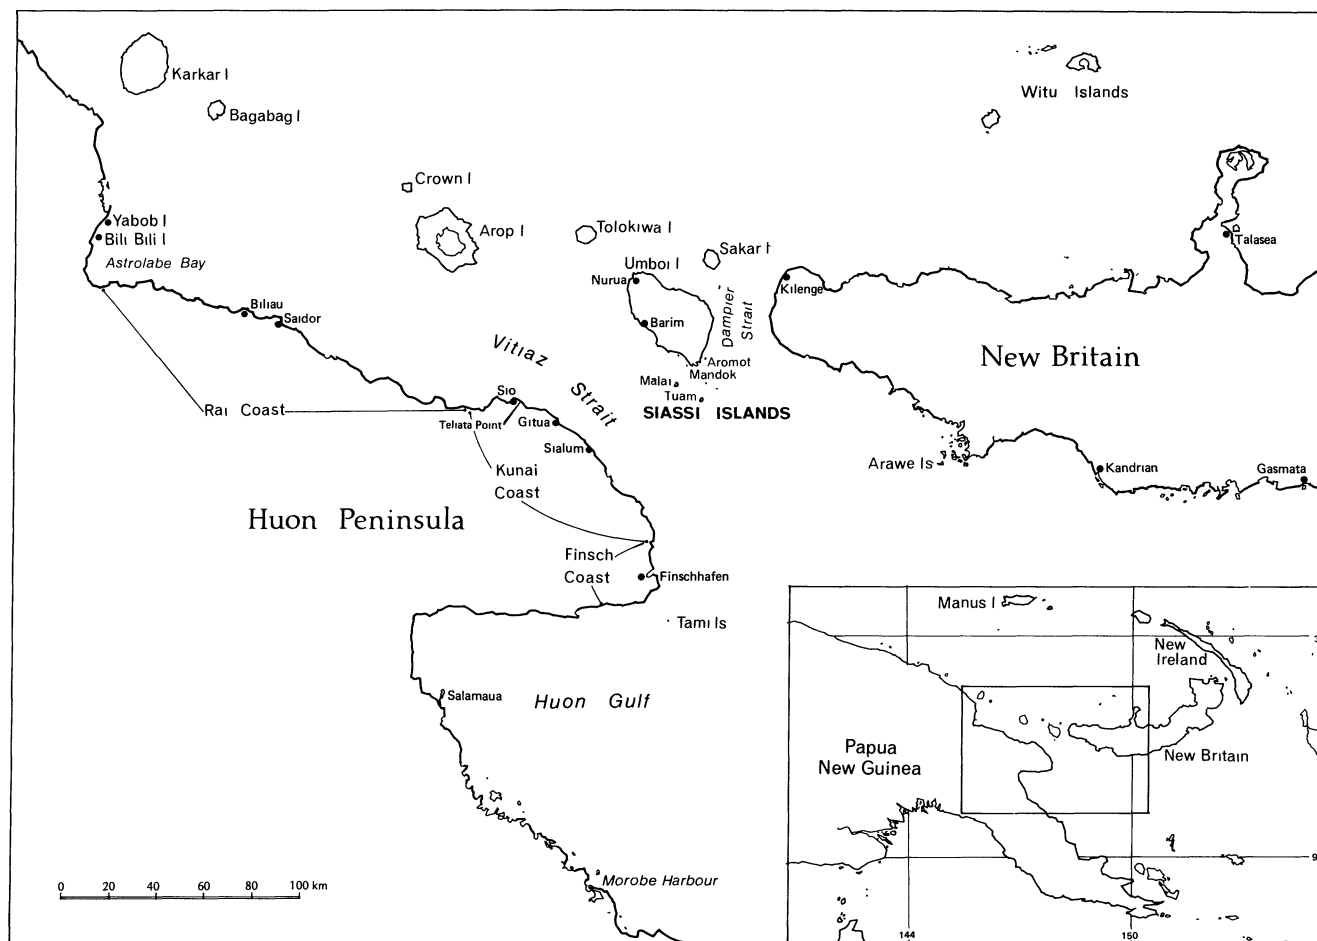 Karkar I
Bagabag I
Witu Islands
Crown I
Arop I
Tolokiwa I
Sakar I
Umboi I
Nurua
Barim
Dampier
Strait
Kilenge
Talasea
Yabob I
Bili Bili I
Astrolabe Bay
Biliau
Saidor
Vitiaz
Strait
New Britain
Aromot
Mandok
Malai
Tuam
SIASSI ISLANDS
Rai Coast
Sio
Teliata Point
Gitua
Sialum
Kunai
Coast
Arawe Is
Kandrian
Gasmata
Huon Peninsula
Finsch
Coast
Finschhafen
Tami Is
Salamaua
Huon Gulf
Morobe Harbour
0 20 40 60 80 100 km
Manus I
New
Ireland
New Britain
Papua
New Guinea
9
144
150